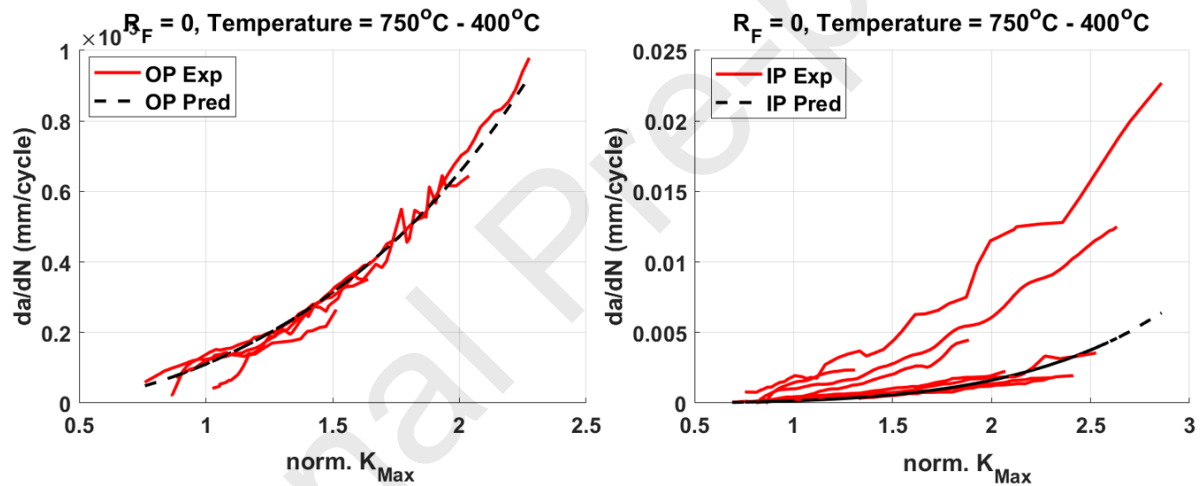 R_F = 0, Temperature = 750°C - 400°C
×10
1
0.8
0.6
0.4
0.2
0
OP Exp
OP Pred
da/dN (mm/cycle)
0.5 1 1.5 2 2.5
norm. K_Max
R_F = 0, Temperature = 750°C - 400°C
0.025
0.02
0.015
0.01
0.005
0
IP Exp
IP Pred
da/dN (mm/cycle)
0.5 1 1.5 2 2.5 3
norm. K_Max
nal Pre-p